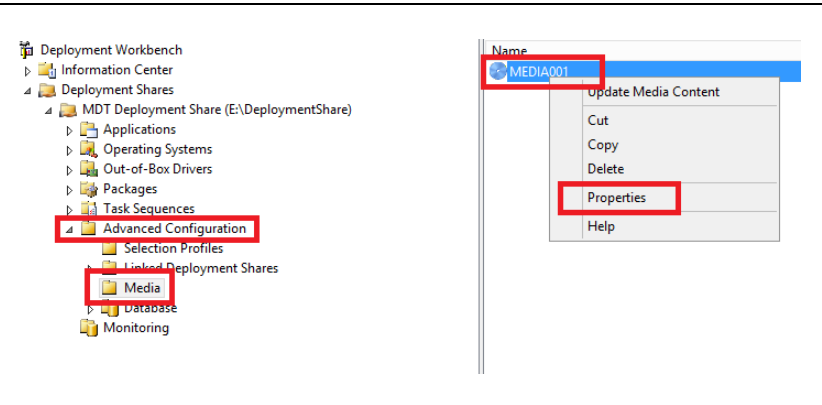 Deployment Workbench
Information Center
Deployment Shares
MDT Deployment Share (E:\DeploymentShare)
Applications
Operating Systems
Out-of-Box Drivers
Packages
Task Sequences
Advanced Configuration
Selection Profiles
Linked Deployment Shares
Media
Database
Monitoring
Name
MEDIA001
Update Media Content
Cut
Copy
Delete
Properties
Help